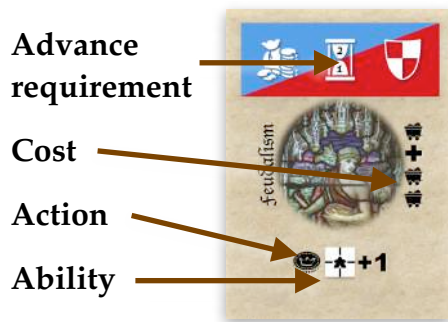 Advance
requirement
Cost
Action
Ability
2
1
Feudalism
+
+1